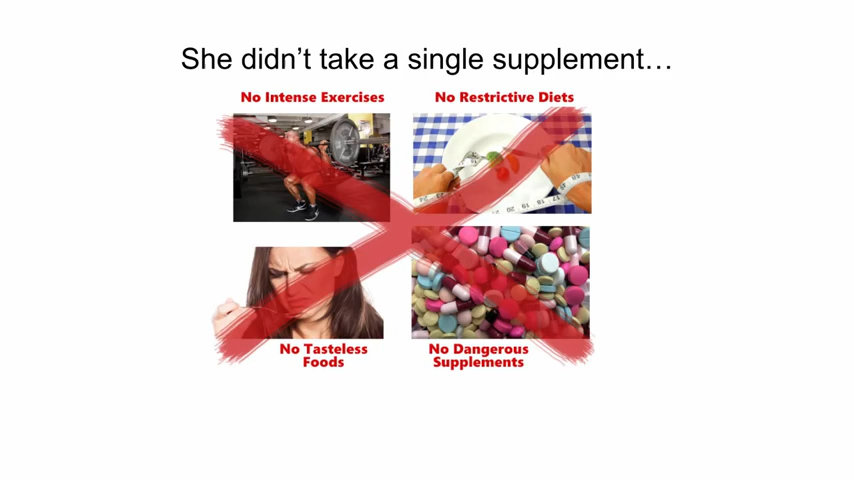 She didn’t take a single supplement…
No Intense Exercises
No Restrictive Diets
No Tasteless
Foods
No Dangerous
Supplements